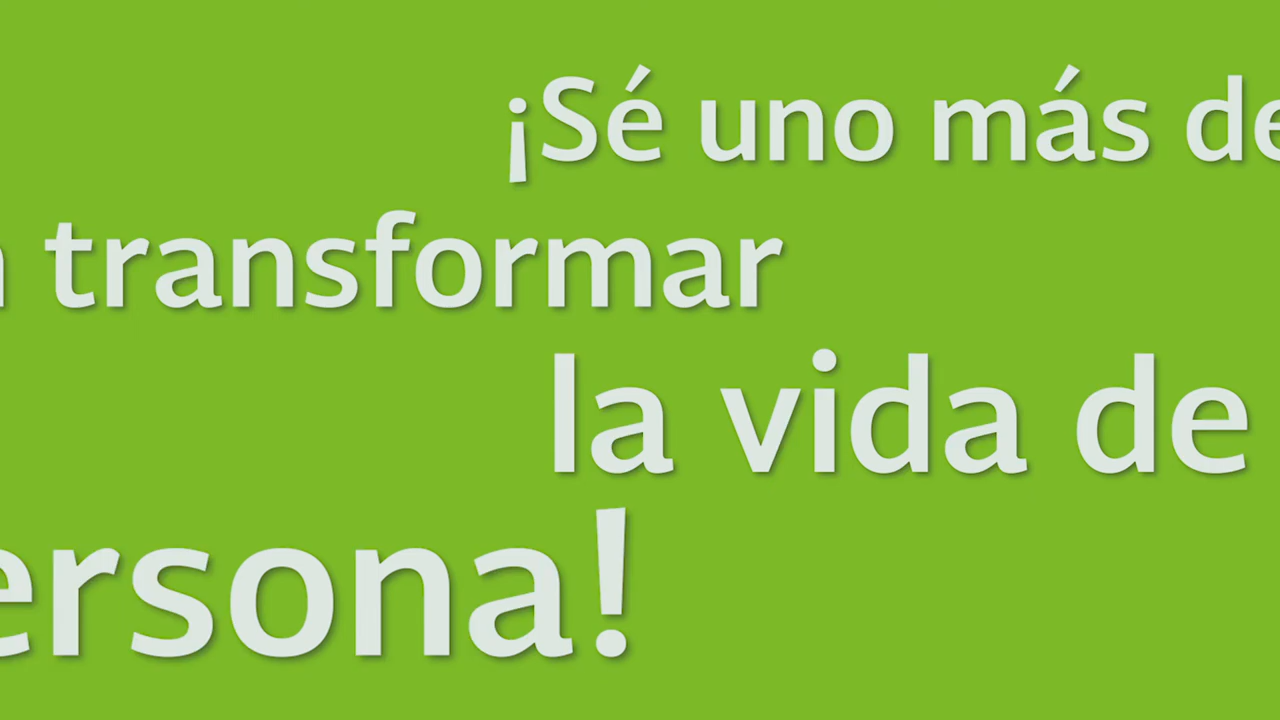 ¡Sé uno más de
transformar
la vida de
ersona!